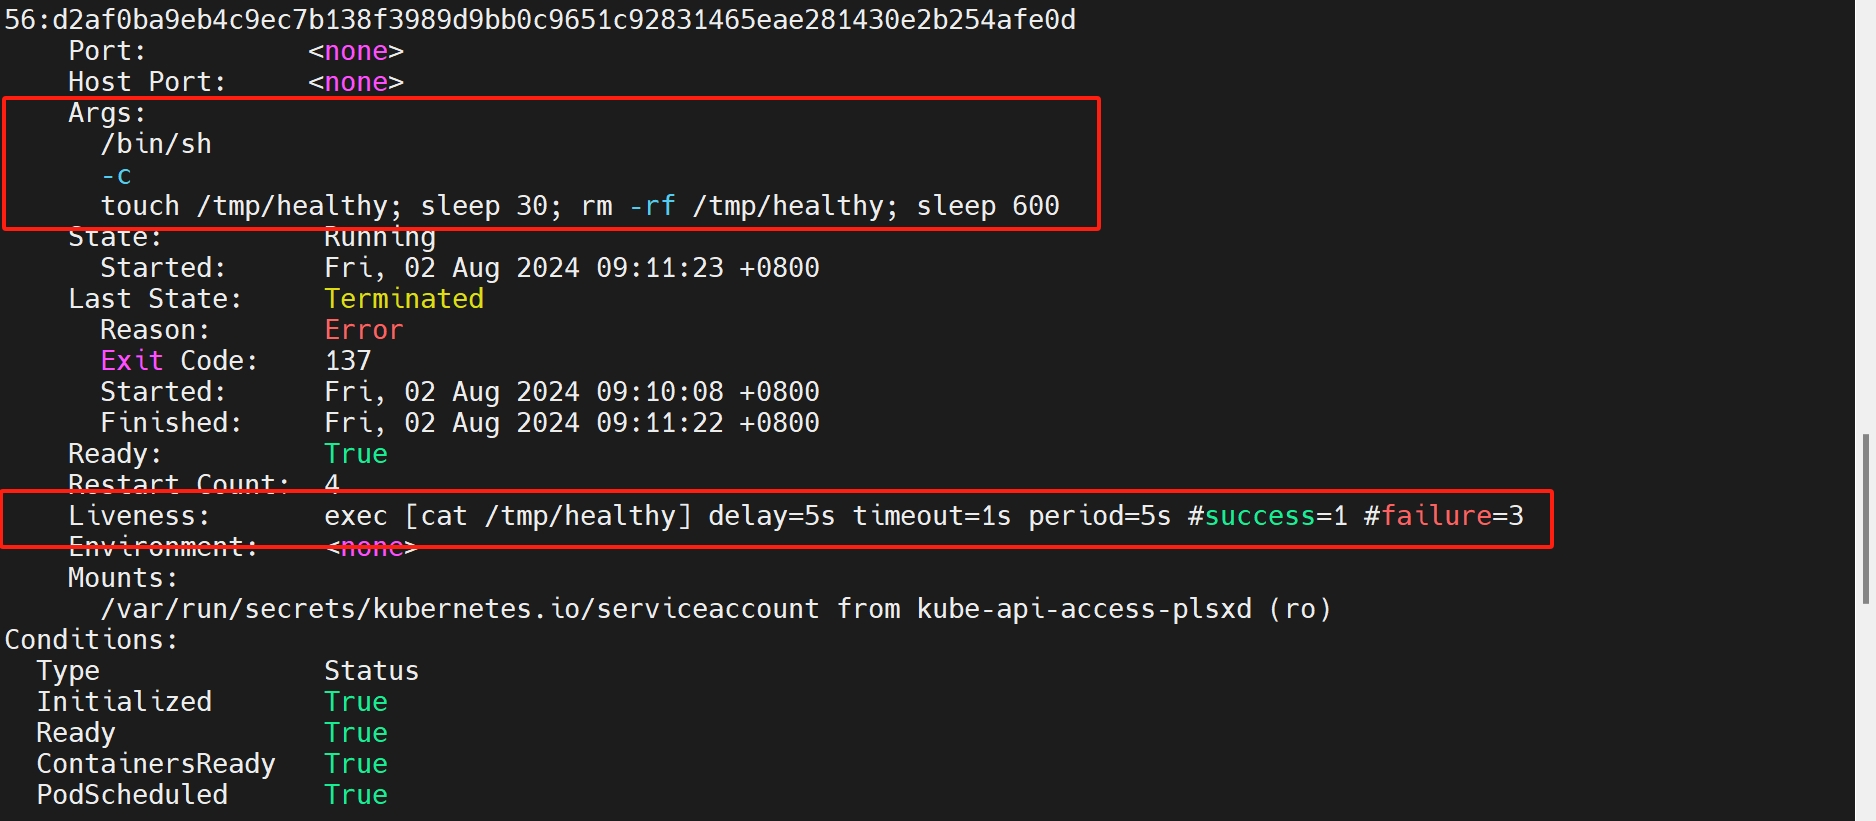 56:d2af0ba9eb4c9ec7b138f3989d9bb0c9651c92831465eae281430e2b254afe0d
    Port:          <none>
    Host Port:     <none>
    Args:
      /bin/sh
      -c
      touch /tmp/healthy; sleep 30; rm -rf /tmp/healthy; sleep 600
    State:          Running
      Started:      Fri, 02 Aug 2024 09:11:23 +0800
    Last State:     Terminated
      Reason:       Error
      Exit Code:    137
      Started:      Fri, 02 Aug 2024 09:10:08 +0800
      Finished:     Fri, 02 Aug 2024 09:11:22 +0800
    Ready:          True
    Restart Count:  4
    Liveness:       exec [cat /tmp/healthy] delay=5s timeout=1s period=5s #success=1 #failure=3
    Environment:    <none>
    Mounts:
      /var/run/secrets/kubernetes.io/serviceaccount from kube-api-access-plsxd (ro)
Conditions:
  Type              Status
  Initialized       True
  Ready             True
  ContainersReady   True
  PodScheduled      True